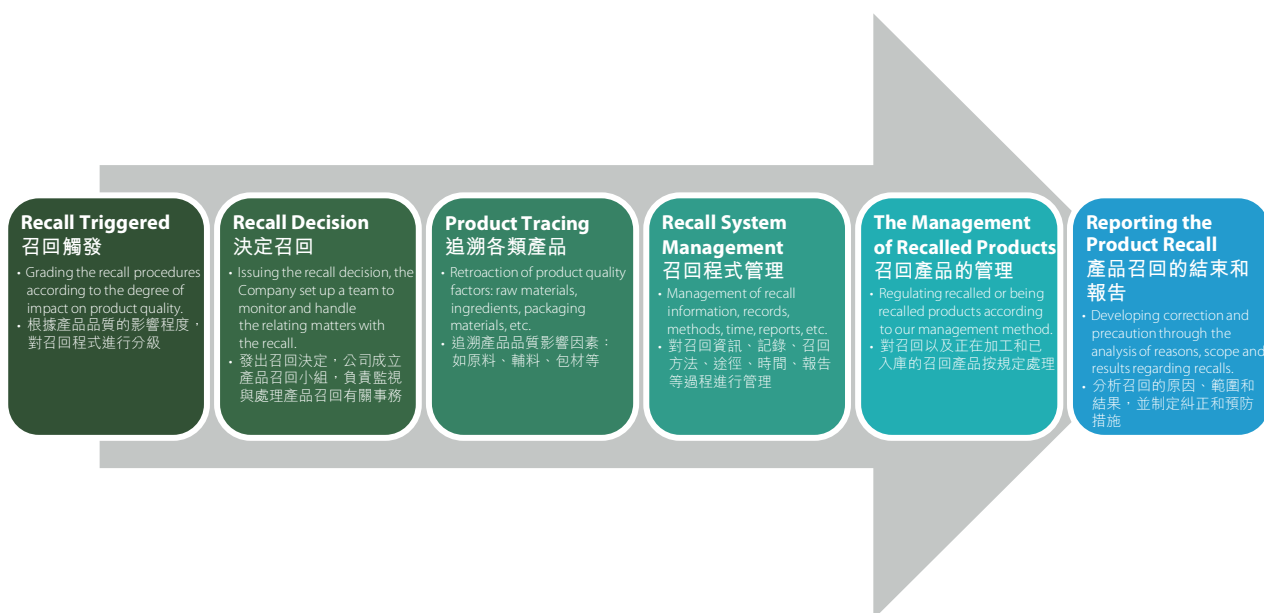 Recall Triggered
召回觸發
• Grading the recall procedures
according to the degree of
impact on product quality.
• 根據產品品質的影響程度，
對召回程式進行分級
Recall Decision
決定召回
• Issuing the recall decision, the
Company set up a team to
monitor and handle
the relating matters with
the recall.
• 發出召回決定，公司成立
產品召回小組，負責監視
與處理產品召回有關事務
Product Tracing
追溯各類產品
• Retroaction of product quality
factors: raw materials,
ingredients, packaging
materials, etc.
• 追溯產品品質影響因素：
如原料、輔料、包材等
Recall System
Management
召回程式管理
• Management of recall
information, records,
methods, time, reports, etc.
• 對召回資訊、記錄、召回
方法、途徑、時間、報告
等過程進行管理
The Management
of Recalled Products
召回產品的管理
• Regulating recalled or being
recalled products according
to our management method.
• 對召回以及正在加工和已
入庫的召回產品按規定處理
Reporting the
Product Recall
產品召回的結束和
報告
• Developing correction and
precaution through the
analysis of reasons, scope and
results regarding recalls.
• 分析召回的原因、範圍和
結果，並制定糾正和預防
措施